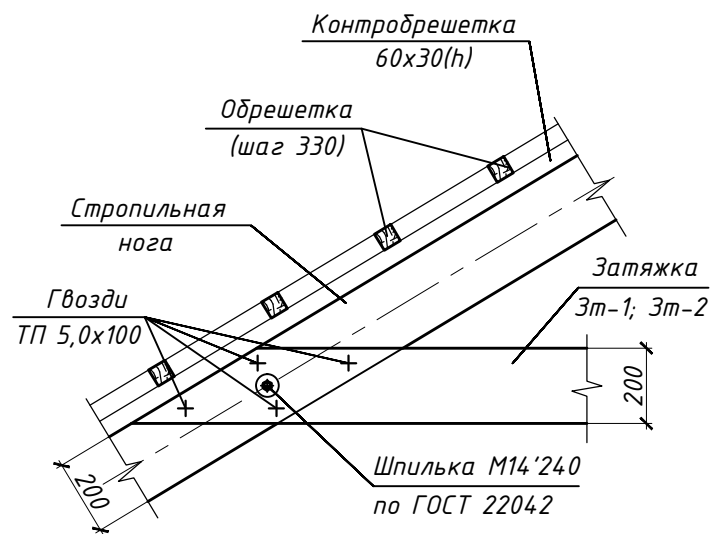 Контробрешетка
60х30(h)
Обрешетка
(шаг 330)
Стропильная
нога
Затяжка
Зт-1; Зт-2
Гвозди
ТП 5,0х100
200
Шпилька М14'240
по ГОСТ 22042
200